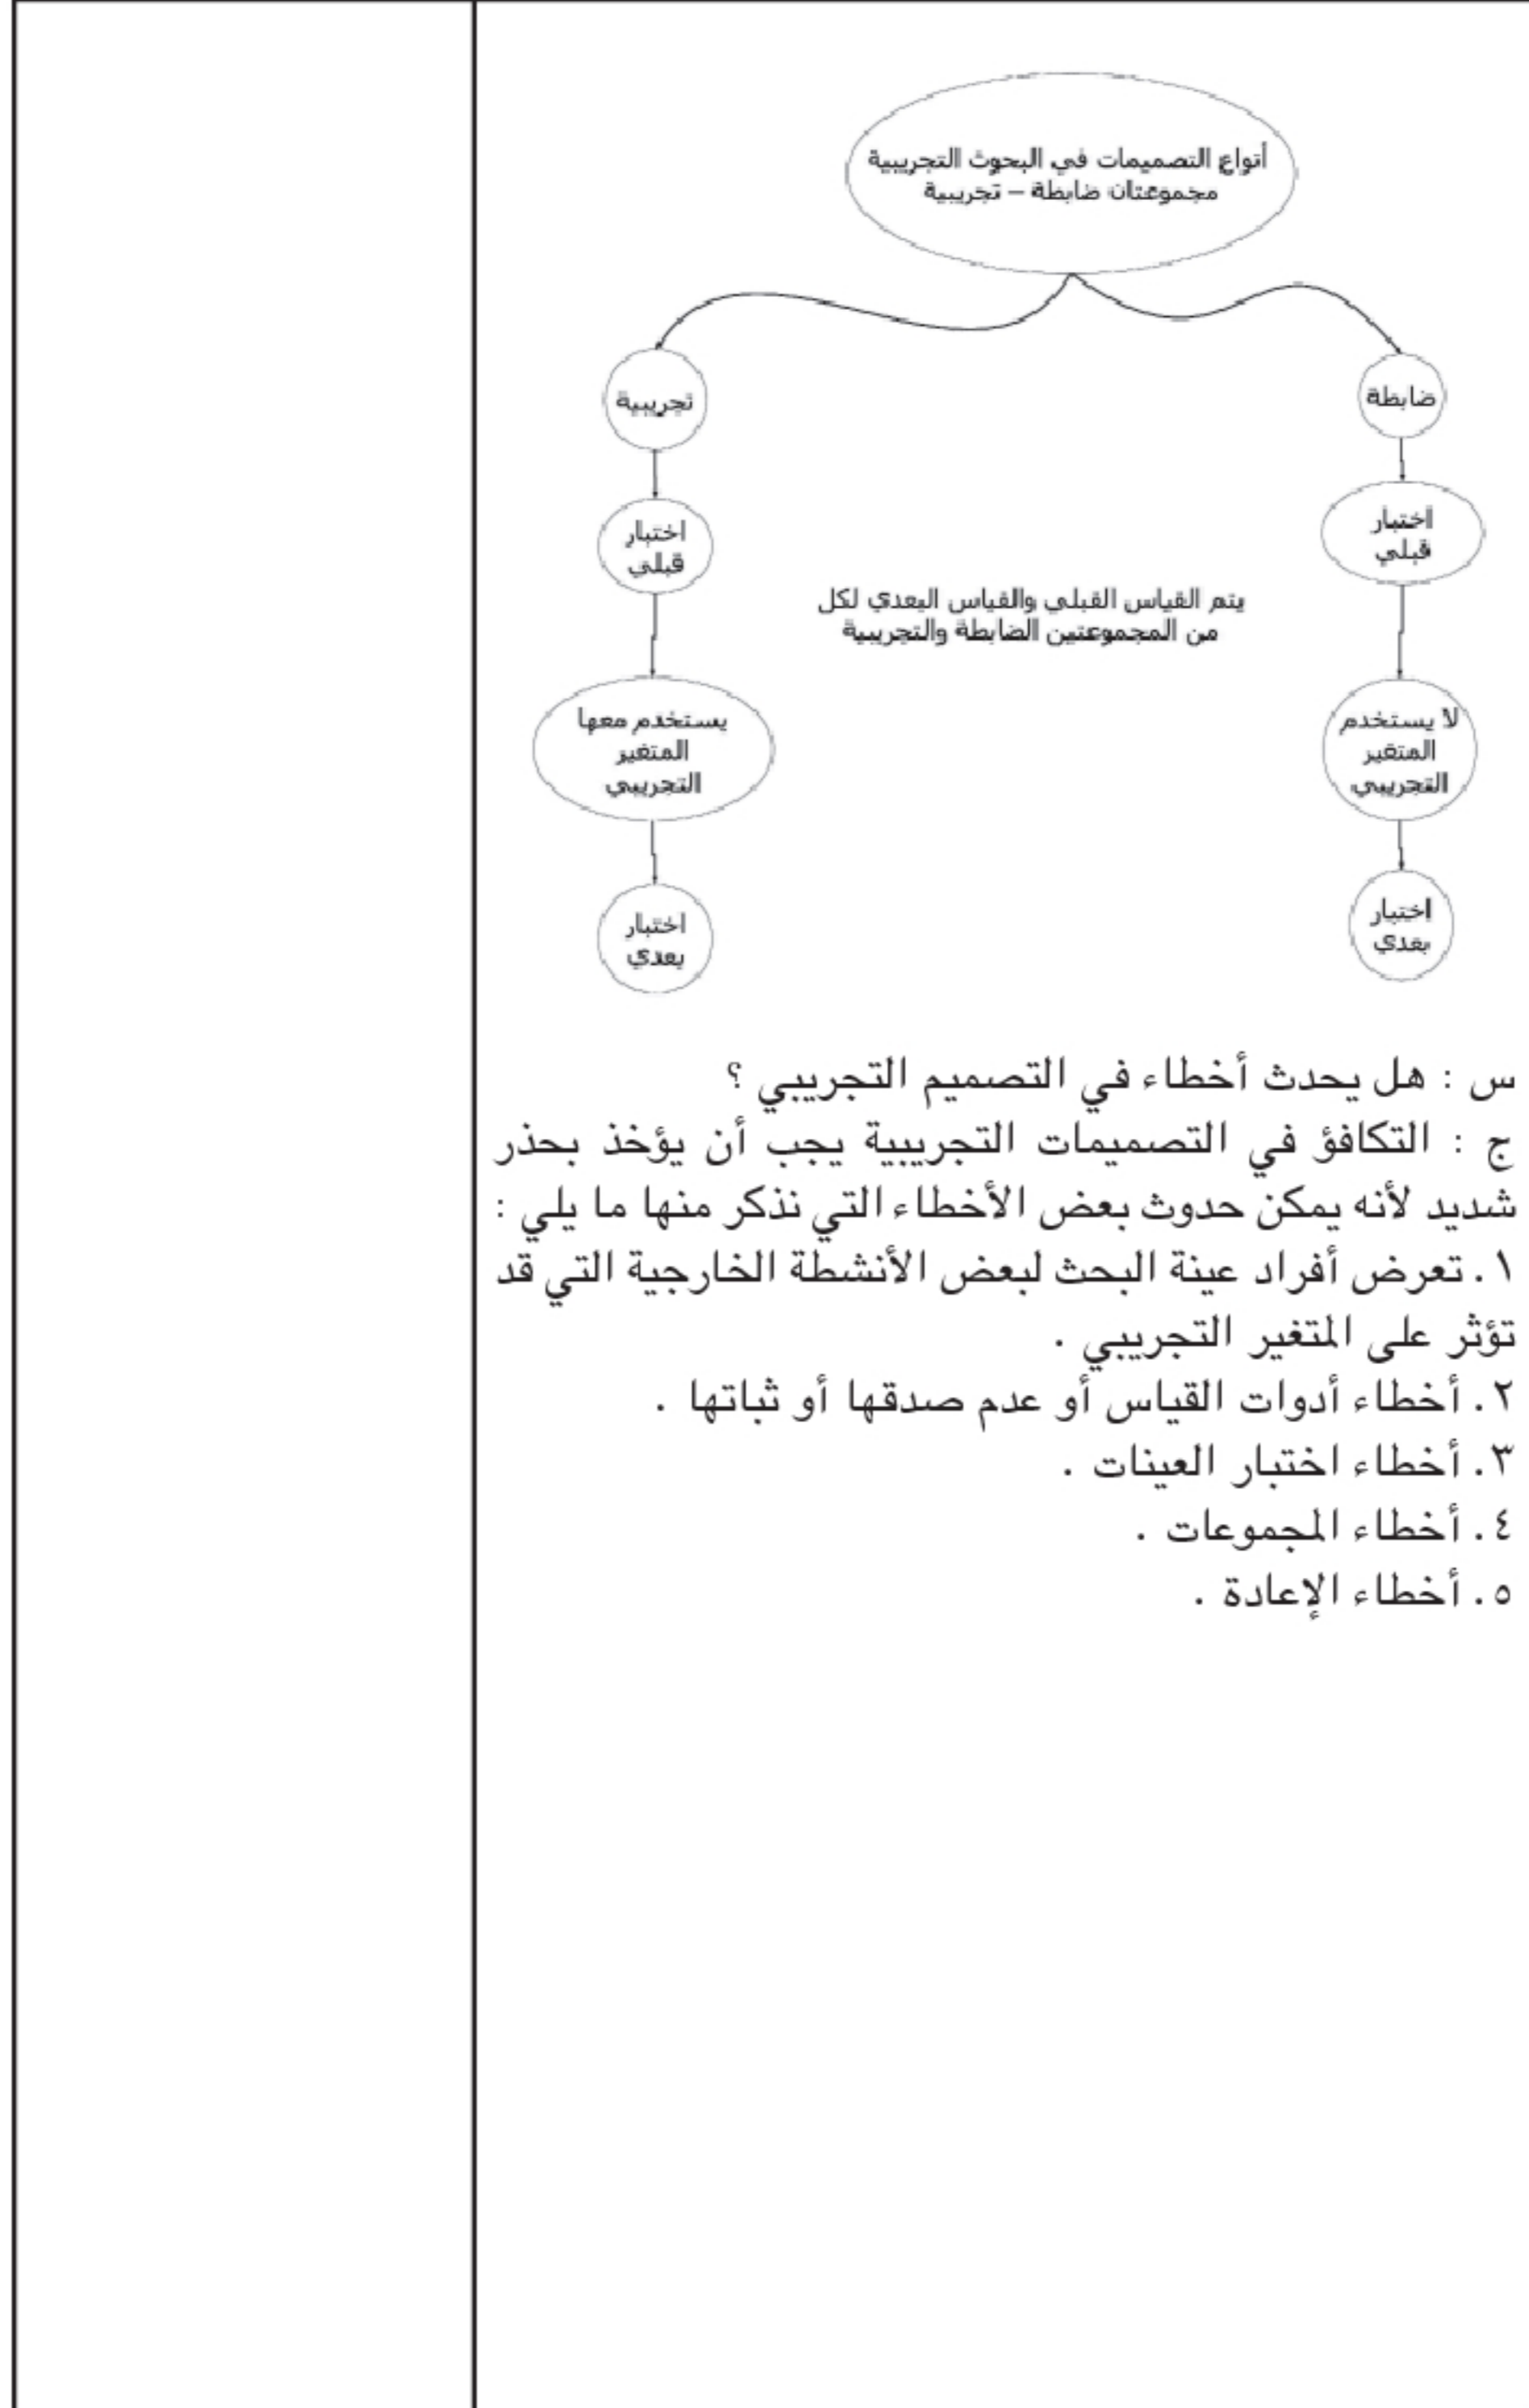 أنواع التصميمات في البحوث التجريبية
مجموعتان ضابطة – تجريبية
ضابطة
تجريبية
اختبار
قبلي
اختبار
قبلي
يتم القياس القبلي والقياس البعدي لكل
من المجموعتين الضابطة والتجريبية
لا يستخدم
المتغير
التجريبي
يستخدم معها
المتغير
التجريبي
اختبار
بعدي
اختبار
بعدي
س : هل يحدث أخطاء في التصميم التجريبي ؟
ج : التكافؤ في التصميمات التجريبية يجب أن يؤخذ بحذر
شديد لأنه يمكن حدوث بعض الأخطاء التي نذكر منها ما يلي :
١. تعرض أفراد عينة البحث لبعض الأنشطة الخارجية التي قد
تؤثر على المتغير التجريبي .
٢. أخطاء أدوات القياس أو عدم صدقها أو ثباتها .
٣. أخطاء اختبار العينات .
٤. أخطاء المجموعات .
٥. أخطاء الإعادة .